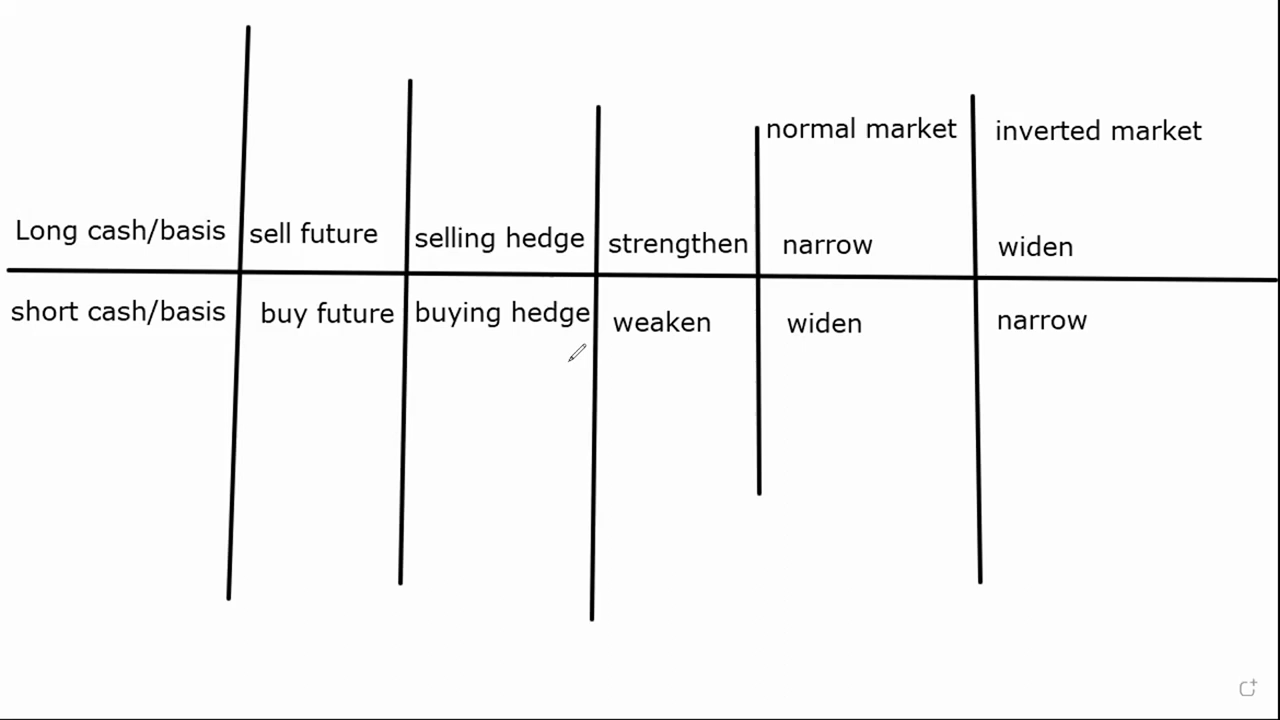 normal market
inverted market
Long cash/basis
sell future
selling hedge
strengthen
narrow
widen
short cash/basis
buy future
buying hedge
weaken
widen
narrow